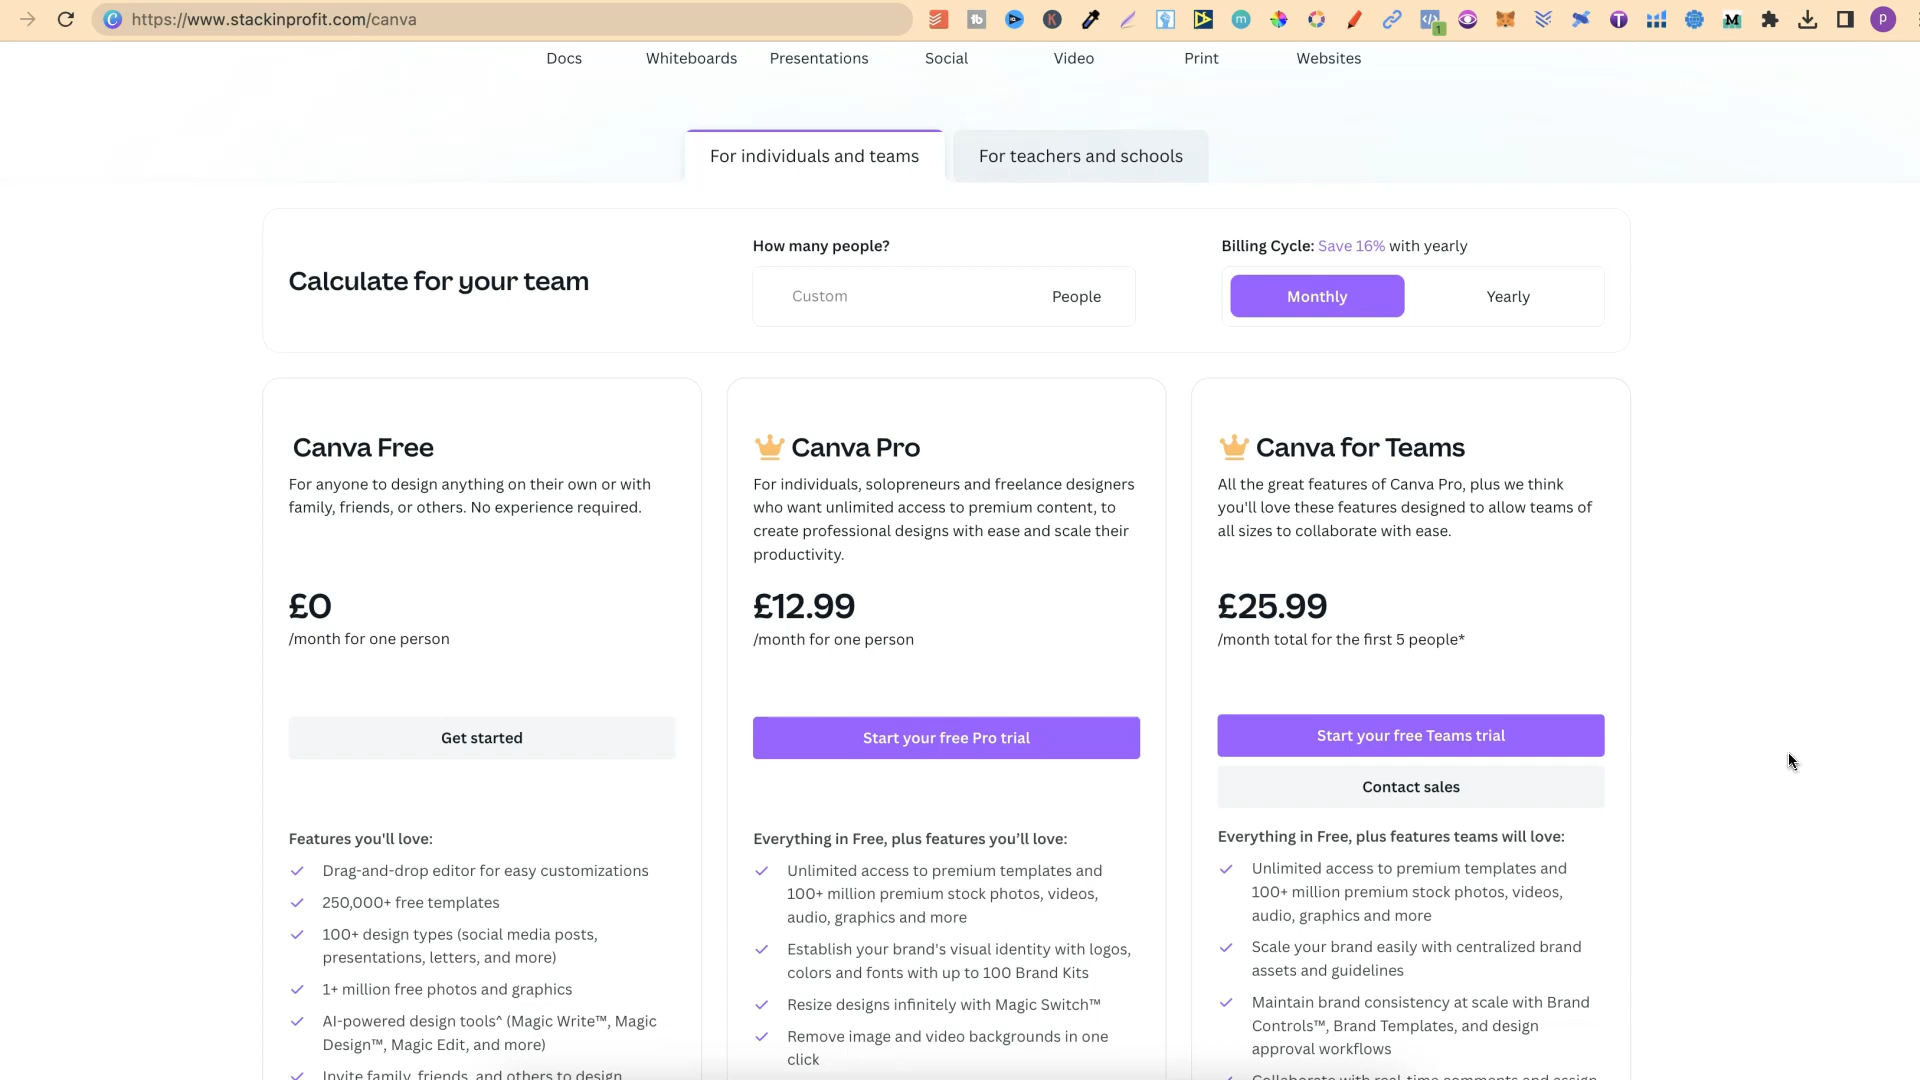 https://www.stackinprofit.com/canva
Docs
Whiteboards
Presentations
Social
Video
Print
Websites
For individuals and teams
For teachers and schools
Calculate for your team
How many people?
Custom
People
Billing Cycle: Save 16% with yearly
Monthly
Yearly
Canva Free
For anyone to design anything on their own or with
family, friends, or others. No experience required.
£0
/month for one person
Get started
Features you'll love:
Drag-and-drop editor for easy customizations
250,000+ free templates
100+ design types (social media posts,
presentations, letters, and more)
1+ million free photos and graphics
AI-powered design tools^ (Magic Write™, Magic
Design™, Magic Edit, and more)
Invite family, friends, and others to design
Canva Pro
For individuals, solopreneurs and freelance designers
who want unlimited access to premium content, to
create professional designs with ease and scale their
productivity.
£12.99
/month for one person
Start your free Pro trial
Everything in Free, plus features you’ll love:
Unlimited access to premium templates and
100+ million premium stock photos, videos,
audio, graphics and more
Establish your brand's visual identity with logos,
colors and fonts with up to 100 Brand Kits
Resize designs infinitely with Magic Switch™
Remove image and video backgrounds in one
click
Canva for Teams
All the great features of Canva Pro, plus we think
you'll love these features designed to allow teams of
all sizes to collaborate with ease.
£25.99
/month total for the first 5 people*
Start your free Teams trial
Contact sales
Everything in Free, plus features teams will love:
Unlimited access to premium templates and
100+ million premium stock photos, videos,
audio, graphics and more
Scale your brand easily with centralized brand
assets and guidelines
Maintain brand consistency at scale with Brand
Controls™, Brand Templates, and design
approval workflows
Collaborate with real-time comments and assign